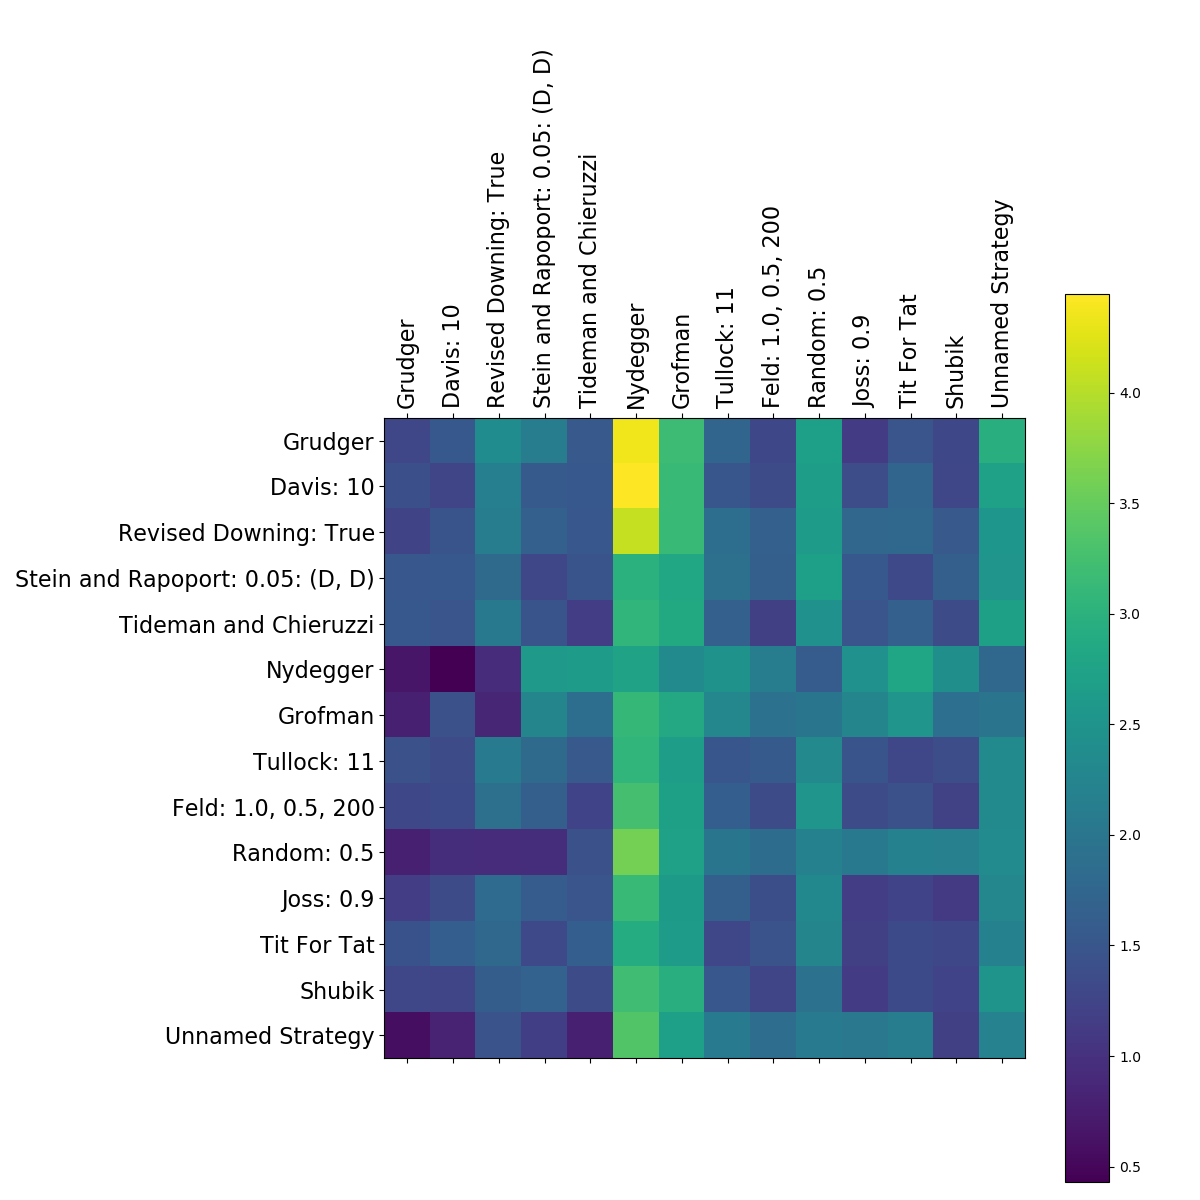 Grudger
Davis: 10
Revised Downing: True
Stein and Rapoport: 0.05: (D, D)
Tideman and Chieruzzi
Nydegger
Grofman
Tullock: 11
Feld: 1.0, 0.5, 200
Random: 0.5
Joss: 0.9
Tit For Tat
Shubik
Unnamed Strategy
Grudger
Davis: 10
Revised Downing: True
Stein and Rapoport: 0.05: (D, D)
Tideman and Chieruzzi
Nydegger
Grofman
Tullock: 11
Feld: 1.0, 0.5, 200
Random: 0.5
Joss: 0.9
Tit For Tat
Shubik
Unnamed Strategy
4.0
3.5
3.0
2.5
2.0
1.5
1.0
0.5